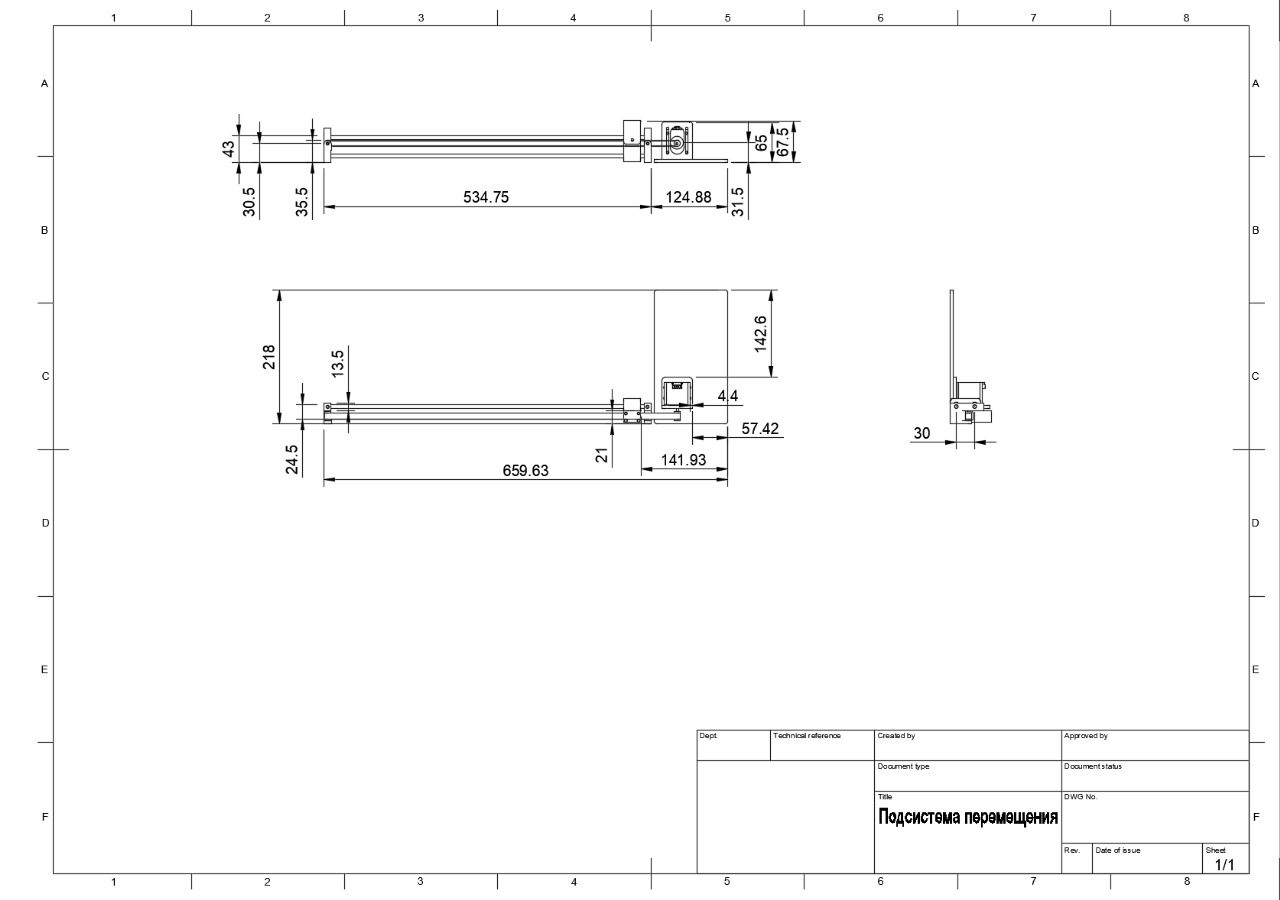 1 2 3 4 5 6 7 8
A A
43
30.5
35.5
534.75
124.88
31.5
65
67.5
B B
218
13.5
24.5
21
659.63
141.93
57.42
4.4
142.6
30
C C
D D
E E
Dept. Technical reference Created by Approved by
Document type Document status
Title DWG No.
Подсистема перемещения
F F
Rev. Date of issue Sheet
1/1
1 2 3 4 5 6 7 8